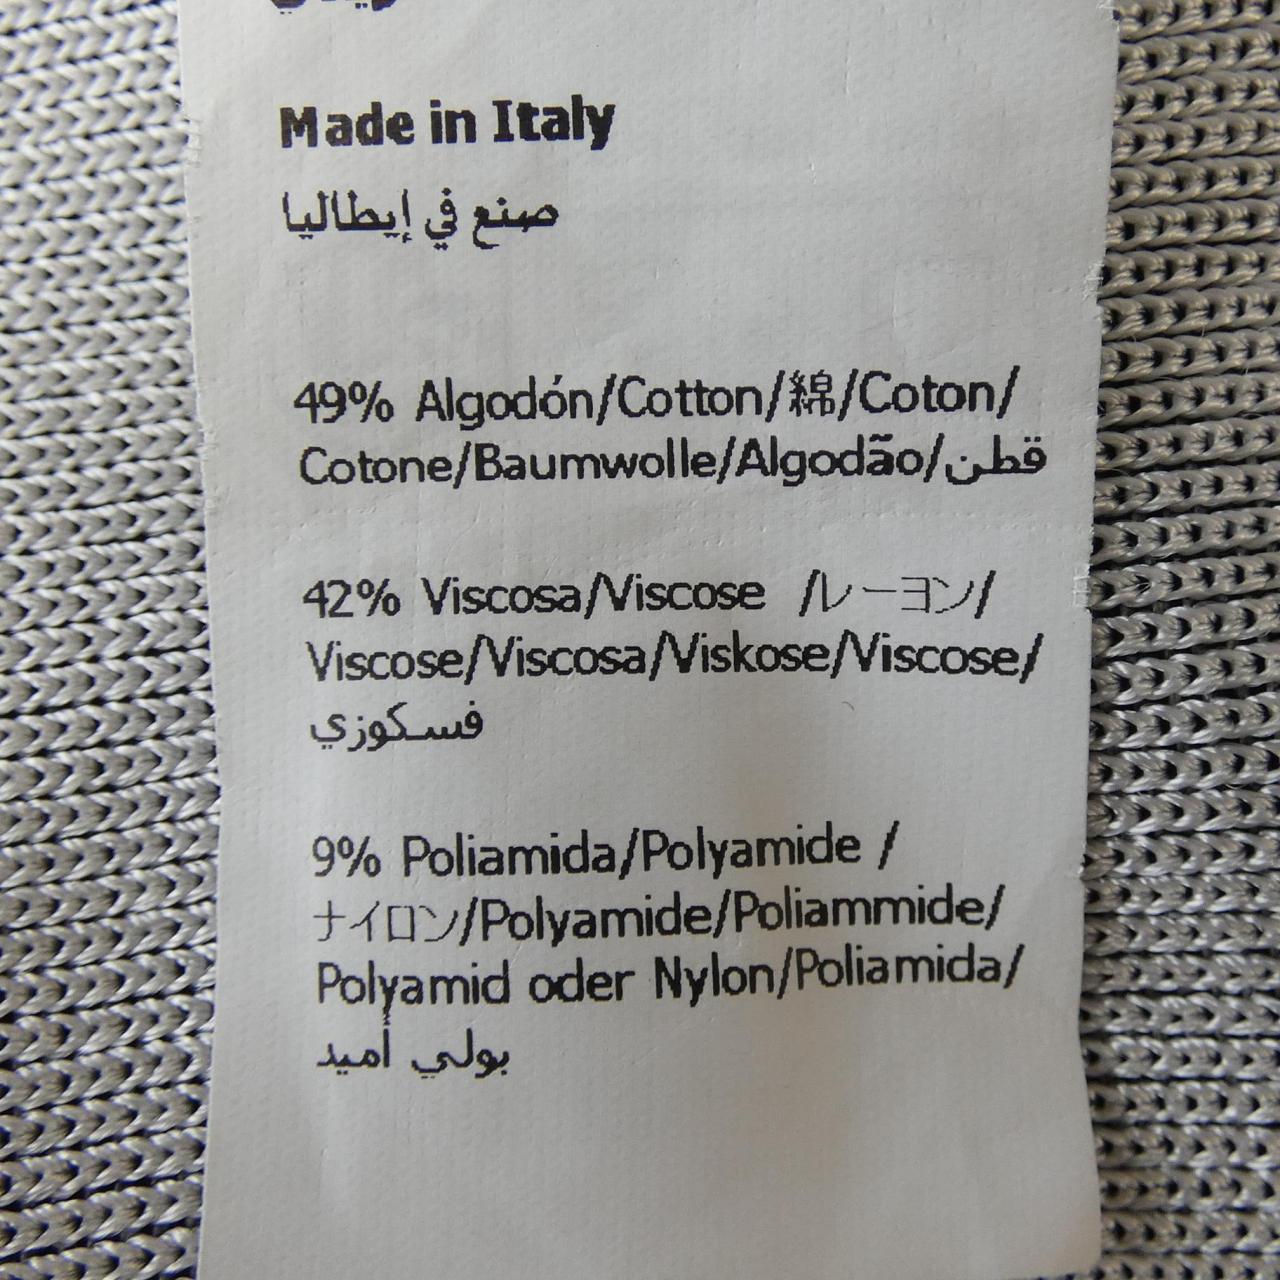 Made in Italy
صنع في إيطاليا
49% Algodón/Cotton/綿/Coton/
Cotone/Baumwolle/Algodão/قطن
42% Viscosa/Viscose /レーヨン/
Viscose/Viscosa/Viskose/Viscose/
فسكوزي
9% Poliamida/Polyamide /
ナイロン/Polyamide/Poliammide/
Polyamid oder Nylon/Poliamida/
بولي أميد